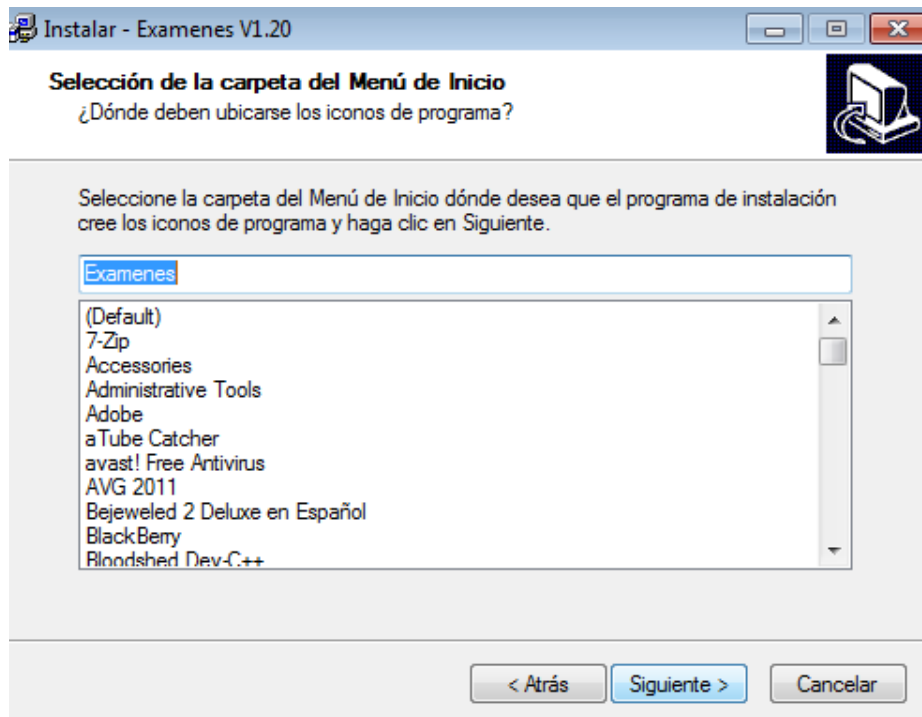 Instalar - Examenes V1.20
Selección de la carpeta del Menú de Inicio
¿Dónde deben ubicarse los iconos de programa?
Seleccione la carpeta del Menú de Inicio dónde desea que el programa de instalación
cree los iconos de programa y haga clic en Siguiente.
Examenes
(Default)
7-Zip
Accessories
Administrative Tools
Adobe
aTube Catcher
avast! Free Antivirus
AVG 2011
Bejeweled 2 Deluxe en Español
BlackBerry
Bloodshed Dev-C++
< Atrás Siguiente > Cancelar